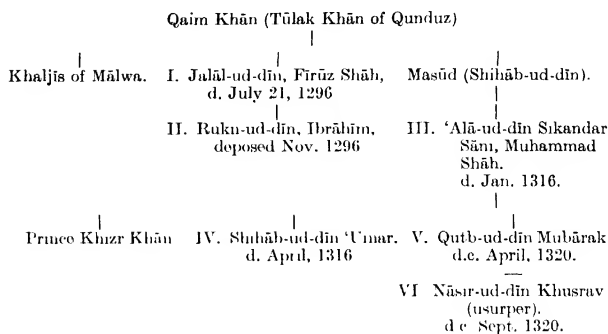 Qaim Khān (Tūlak Khān of Qunduz)
Khaljīs of Mālwa. I. Jalāl-ud-dīn, Fīrūz Shāh, Masūd (Shihāb-ud-dīn).
d. July 21, 1296
II. Rukn-ud-dīn, Ibrāhīm, III. ‘Alā-ud-dīn Sikandar
deposed Nov. 1296 Sānī, Muhammad
Shāh.
d. Jan. 1316.
Prince Khizr Khān IV. Shihāb-ud-dīn ‘Umar. V. Qutb-ud-dīn Mubārak
d. April, 1316 d.c. April, 1320.
VI Nāsir-ud-dīn Khusrav
(usurper).
d c Sept. 1320.